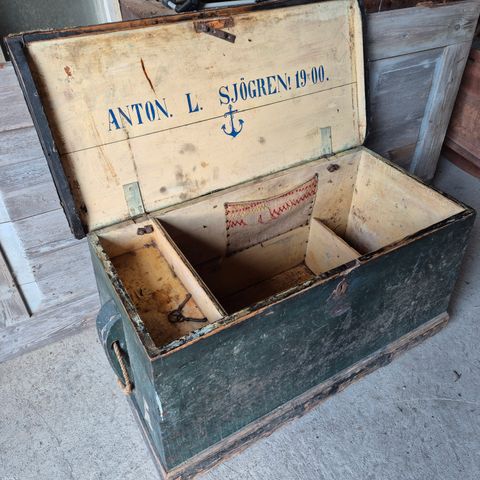 ANTON. L. SJÖGREN! 19-00.